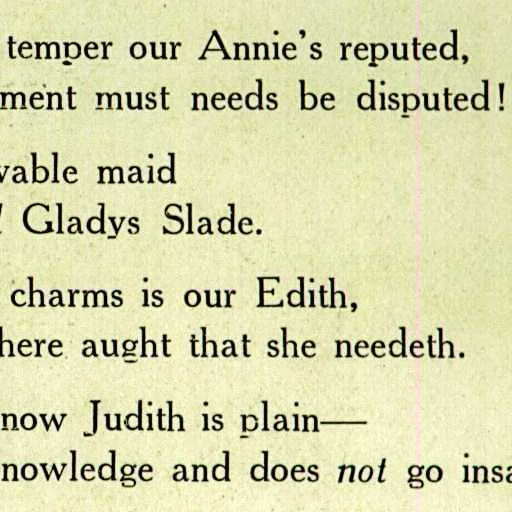 temper our Annie's reputed,
ment must needs be disputed!
vable maid
Gladys Slade.
charms is our Edith,
here aught that she needeth.
now Judith is plain—
nowledge and does not go insa